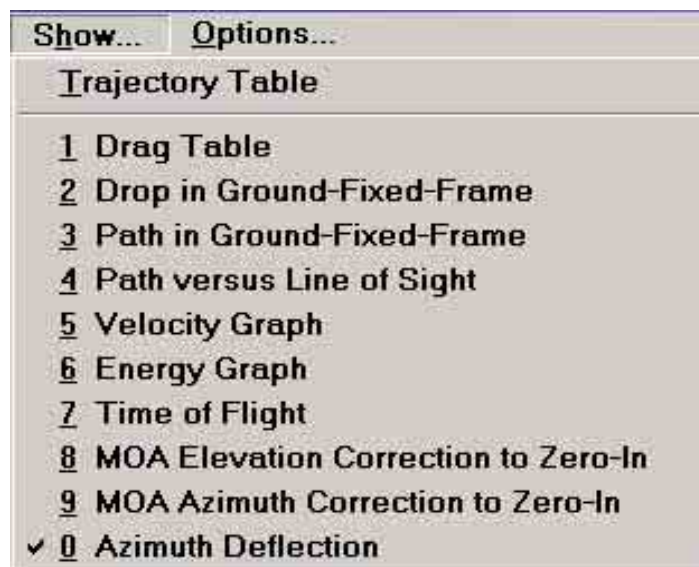 Show... Options...
Trajectory Table
1 Drag Table
2 Drop in Ground-Fixed-Frame
3 Path in Ground-Fixed-Frame
4 Path versus Line of Sight
5 Velocity Graph
6 Energy Graph
7 Time of Flight
8 MOA Elevation Correction to Zero-In
9 MOA Azimuth Correction to Zero-In
0 Azimuth Deflection